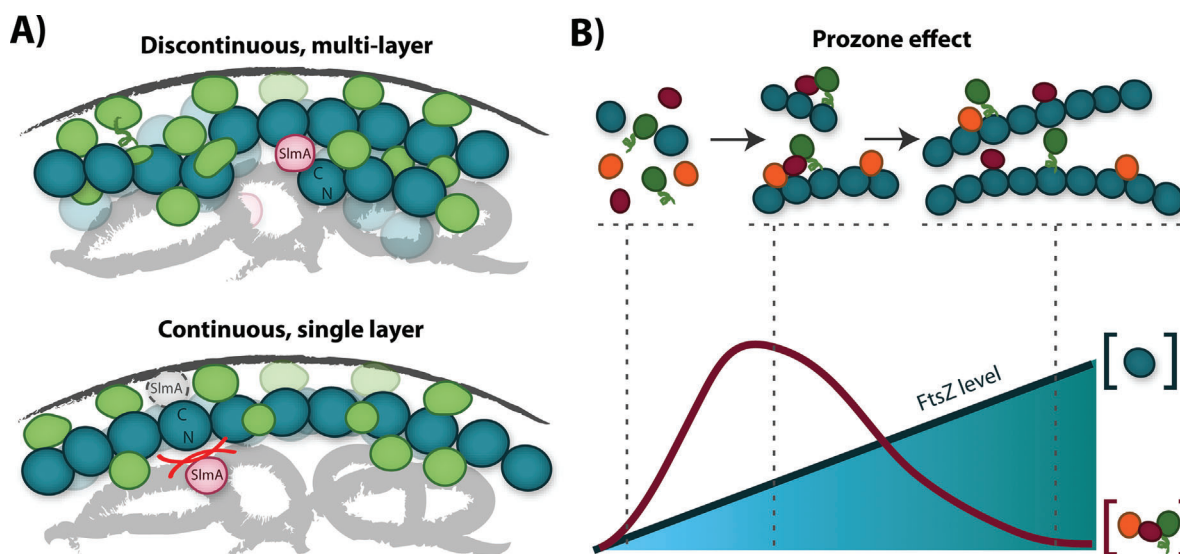 A)
Discontinuous, multi-layer
SlmA
C
N
Continuous, single layer
SlmA
C
N
SlmA
B)
Prozone effect
FtsZ level